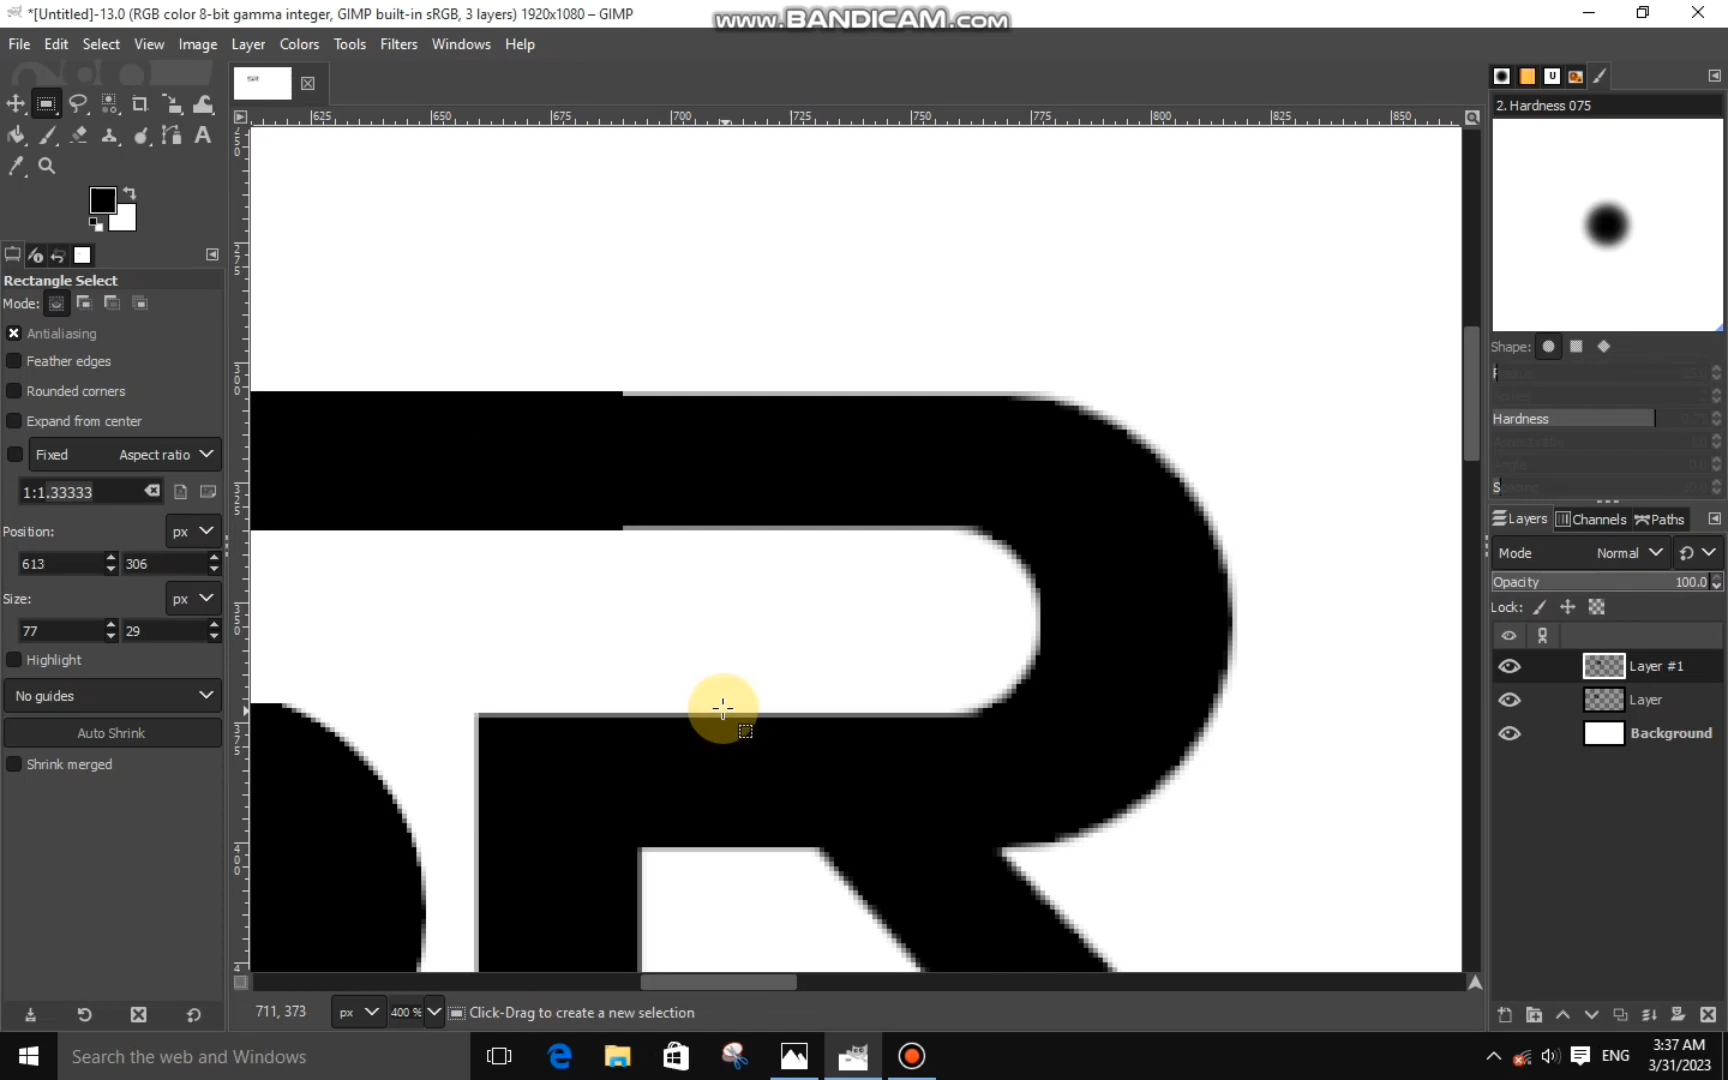 *[Untitled]-13.0 (RGB color 8-bit gamma integer, GIMP built-in sRGB, 3 layers) 1920x1080 – GIMP
www.BANDICAM.com
File Edit Select View Image Layer Colors Tools Filters Windows Help
2. Hardness 075
625 650 675 700 725 750 775 800 825 850
Rectangle Select
Mode:
Antialiasing
Feather edges
Rounded corners
Expand from center
Fixed Aspect ratio
1:1.33333
Position: px
613 306
Size: px
77 29
Highlight
No guides
Auto Shrink
Shrink merged
Shape:
Hardness
Layers Channels Paths
Mode Normal
Opacity 100.0
Lock:
Layer #1
Layer
Background
R
711, 373 px 400 % Click-Drag to create a new selection
Search the web and Windows
ENG
3:37 AM
3/31/2023